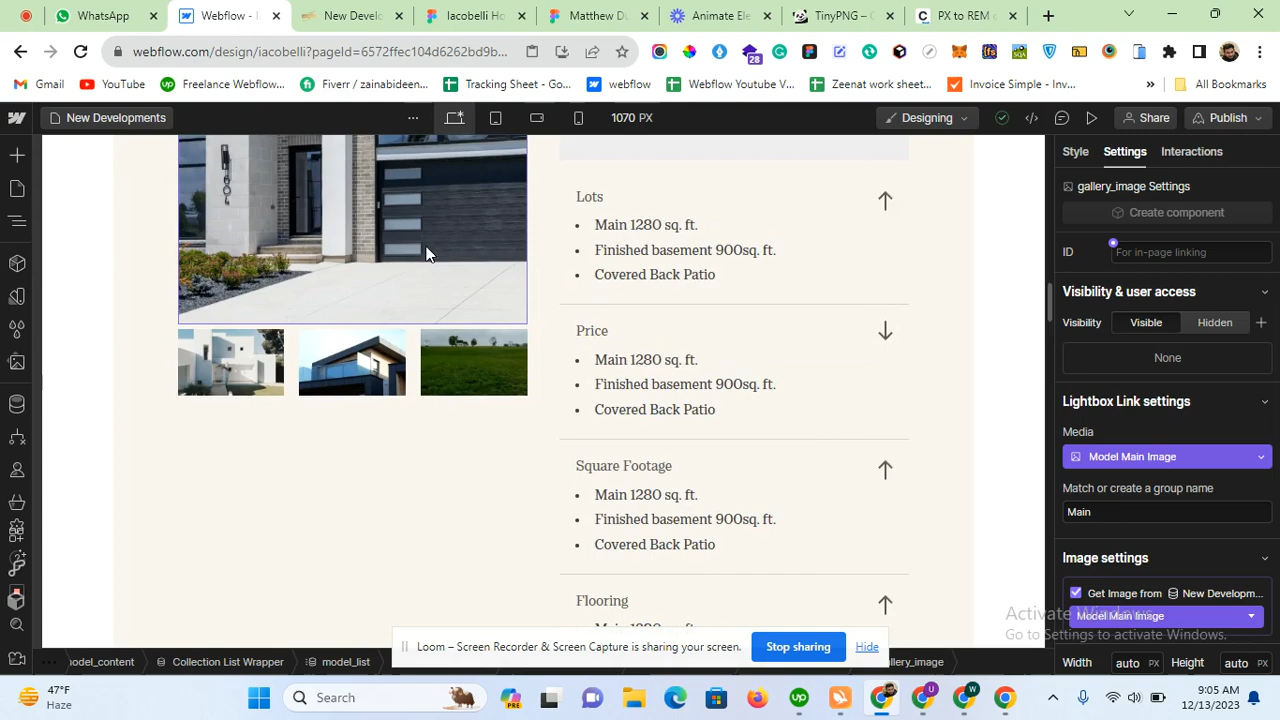 WhatsApp
Webflow - I
New Develo
Iacobelli Ho
Matthew Du
Animate Ele
TinyPNG – C
PX to REM c
webflow.com/design/iacobelli?pageId=6572ffec104d6262bd9b...
28
Gmail
YouTube
Freelance Webflow...
Fiverr / zainabideen...
Tracking Sheet - Go...
webflow
Webflow Youtube V...
Zeenat work sheet...
Invoice Simple - Inv...
»
All Bookmarks
New Developments
...
1070 PX
Designing
Share
Publish
Style
Settings
Interactions
gallery_image Settings
Create component
ID
For in-page linking
Visibility & user access
Visibility
Visible
Hidden
None
Lightbox Link settings
Media
Model Main Image
Match or create a group name
Main
Image settings
Get Image from
New Developm...
Model Main Image
Width
auto PX
Height
auto PX
Lots
• Main 1280 sq. ft.
• Finished basement 900sq. ft.
• Covered Back Patio
Price
• Main 1280 sq. ft.
• Finished basement 900sq. ft.
• Covered Back Patio
Square Footage
• Main 1280 sq. ft.
• Finished basement 900sq. ft.
• Covered Back Patio
Flooring
Activate Windows
Go to Settings to activate Windows.
Loom – Screen Recorder & Screen Capture is sharing your screen.
Stop sharing
Hide
...
odel_content
Collection List Wrapper
model_list
allery_image
47°F
Haze
Search
U
W
9:05 AM
12/13/2023